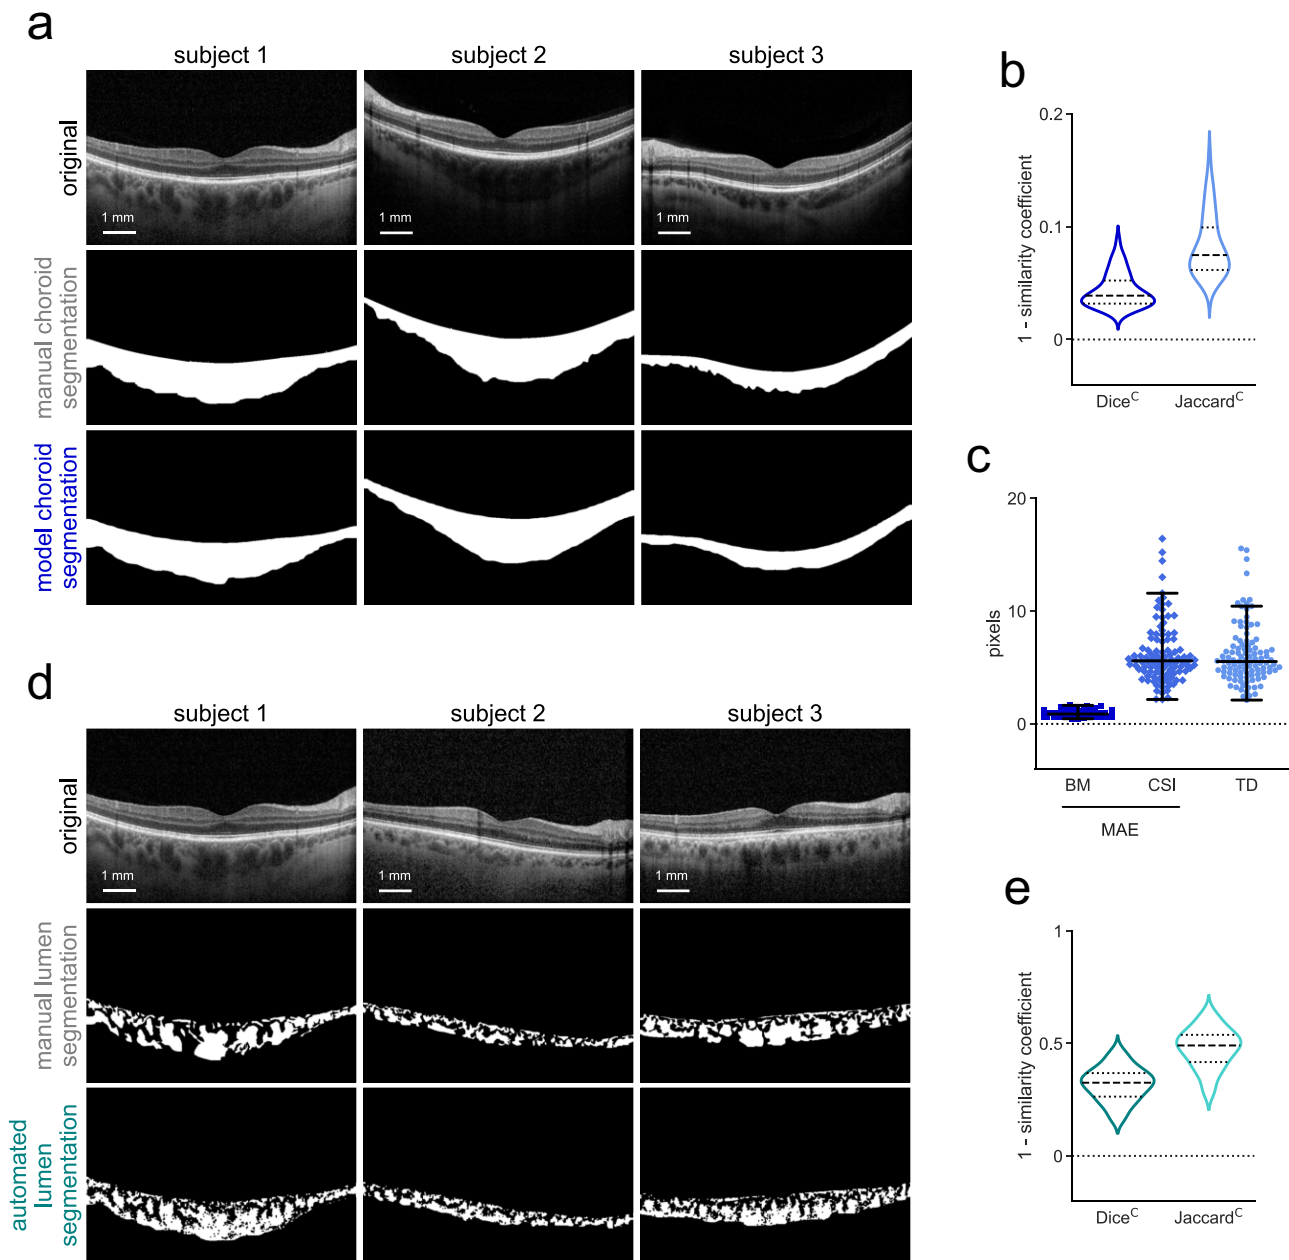 a
subject 1
subject 2
subject 3
original
1 mm
1 mm
1 mm
manual choroid
segmentation
model choroid
segmentation
b
1 - similarity coefficient
0.2
0.1
0
Dice^C
Jaccard^C
c
pixels
20
10
0
BM
CSI
TD
MAE
d
subject 1
subject 2
subject 3
original
1 mm
1 mm
1 mm
manual lumen
segmentation
automated
lumen
segmentation
e
1 - similarity coefficient
1
0.5
0
Dice^C
Jaccard^C